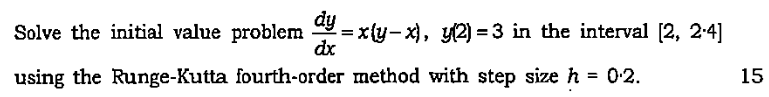 Solve the initial value problem dy/dx = x(y-x), y(2) = 3 in the interval [2, 2·4]
using the Runge-Kutta fourth-order method with step size h = 0·2. 15